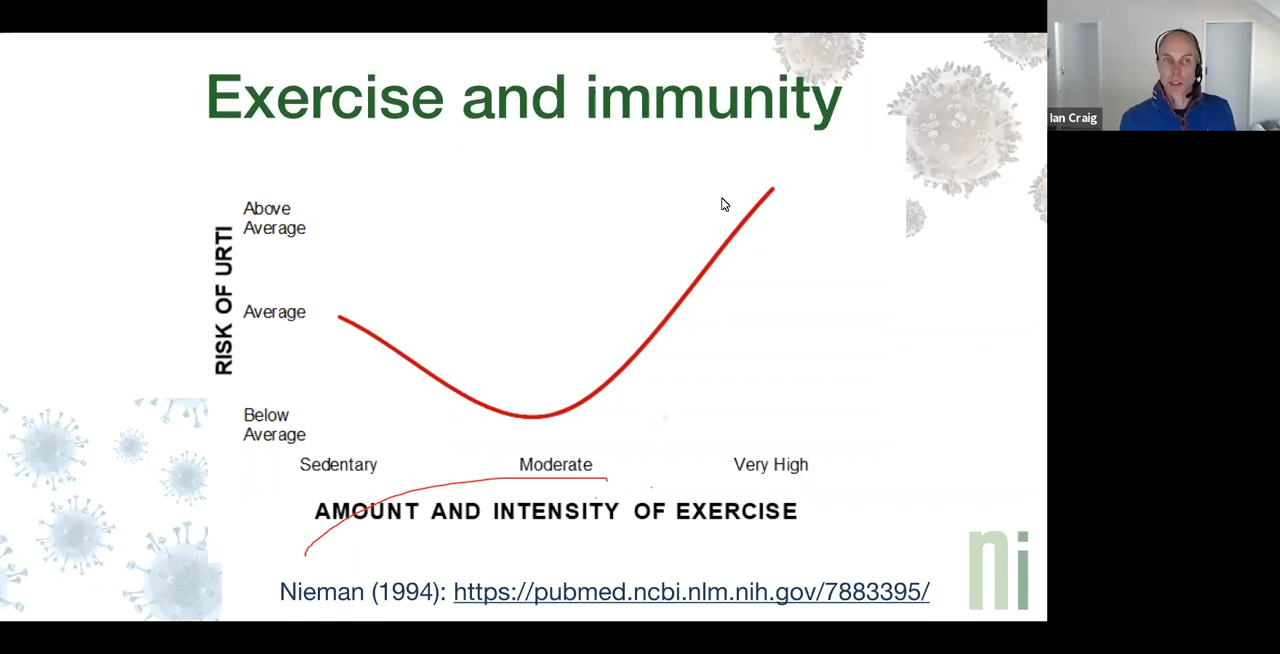 Exercise and immunity
Ian Craig
Above
Average
RISK OF URTI
Average
Below
Average
Sedentary Moderate Very High
AMOUNT AND INTENSITY OF EXERCISE
Nieman (1994): https://pubmed.ncbi.nlm.nih.gov/7883395/
ni